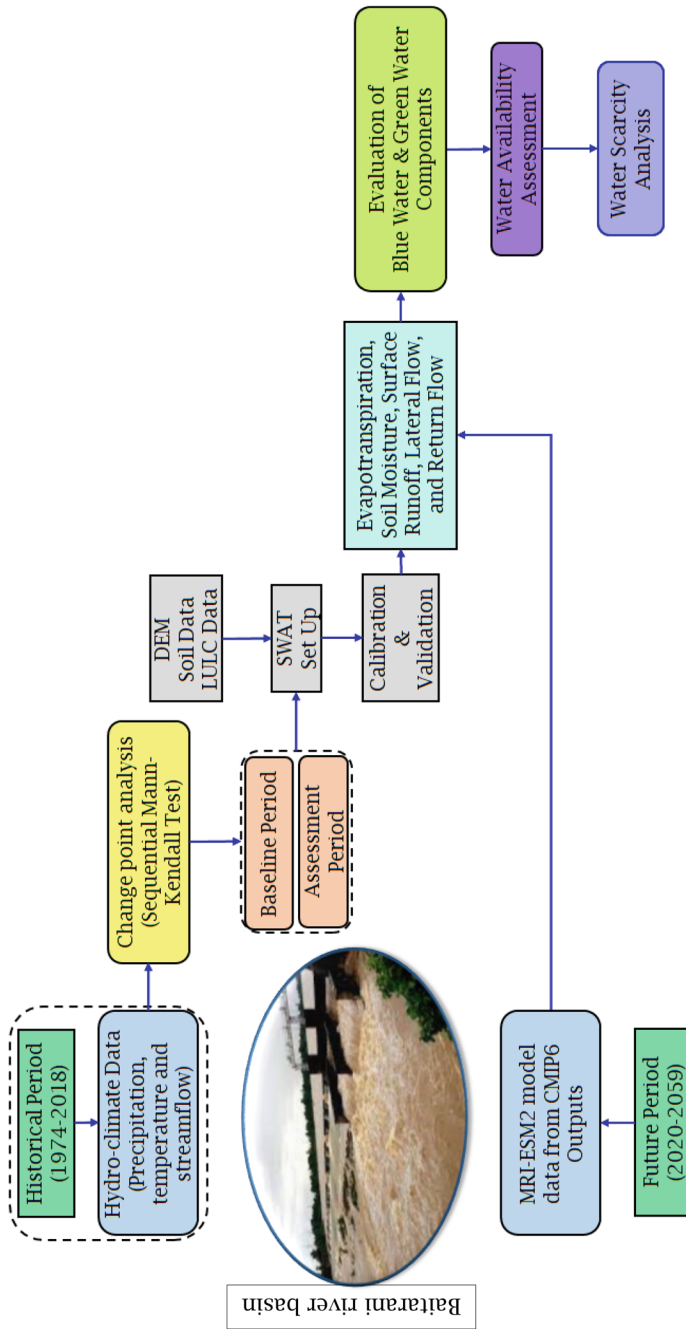 Historical Period
(1974-2018)
Hydro-climate Data
(Precipitation,
temperature and
streamflow)
Change point analysis
(Sequential Mann-
Kendall Test)
Baseline Period
Assessment
Period
DEM
Soil Data
LULC Data
SWAT
Set Up
Calibration
&
Validation
Evapotranspiration,
Soil Moisture, Surface
Runoff, Lateral Flow,
and Return Flow
Evaluation of
Blue Water & Green Water
Components
Water Availability
Assessment
Water Scarcity
Analysis
Baitarani river basin
MRI-ESM2 model
data from CMIP6
Outputs
Future Period
(2020-2059)